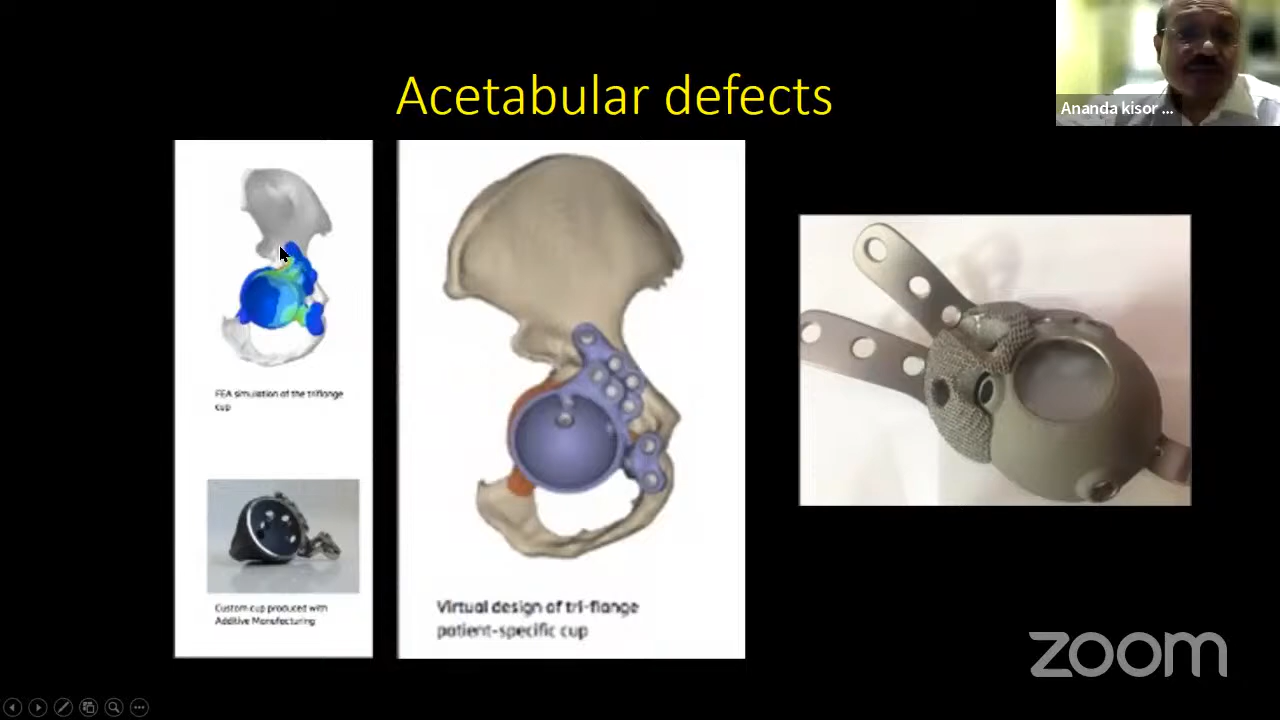 Acetabular defects
Ananda kisor ...
FEA simulation of the triflange
cup
Custom cup produced with
Additive Manufacturing
Virtual design of tri-flange
patient-specific cup
zoom